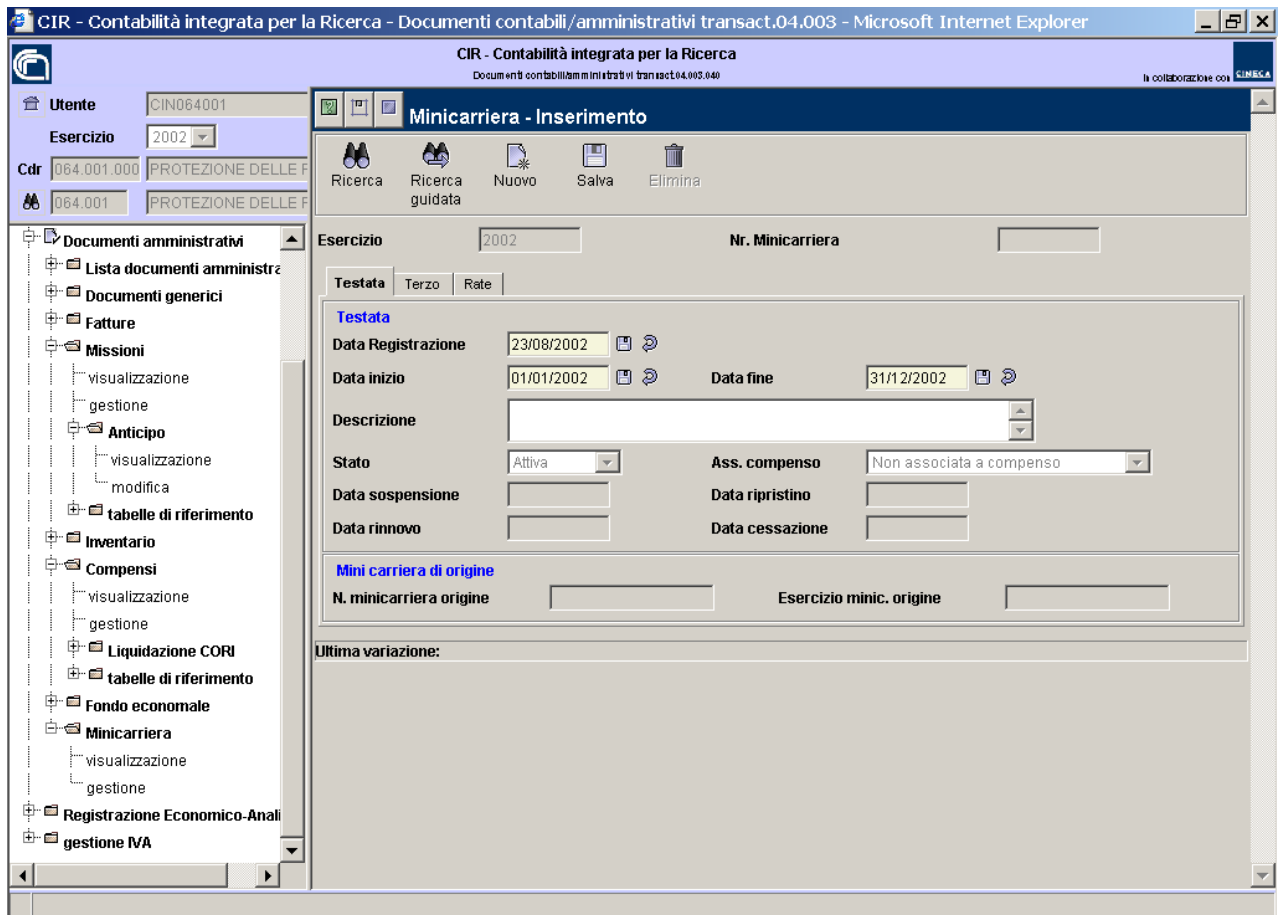 CIR - Contabilità integrata per la Ricerca - Documenti contabili/amministrativi transact.04.003 - Microsoft Internet Explorer
CIR - Contabilità integrata per la Ricerca
Documenti contabili/amministrativi transact.04.003.040
In collaborazione con CINECA
Utente CIN064001
Esercizio 2002
Cdr 064.001.000 PROTEZIONE DELLE F
064.001 PROTEZIONE DELLE F
Documenti amministrativi
Lista documenti amministra
Documenti generici
Fatture
Missioni
visualizzazione
gestione
Anticipo
visualizzazione
modifica
tabelle di riferimento
Inventario
Compensi
visualizzazione
gestione
Liquidazione CORI
tabelle di riferimento
Fondo economale
Minicarriera
visualizzazione
gestione
Registrazione Economico-Anali
gestione IVA
Minicarriera - Inserimento
Ricerca Ricerca guidata Nuovo Salva Elimina
Esercizio 2002 Nr. Minicarriera
Testata Terzo Rate
Testata
Data Registrazione 23/08/2002
Data inizio 01/01/2002 Data fine 31/12/2002
Descrizione
Stato Attiva Ass. compenso Non associata a compenso
Data sospensione Data ripristino
Data rinnovo Data cessazione
Mini carriera di origine
N. minicarriera origine Esercizio minic. origine
Ultima variazione: